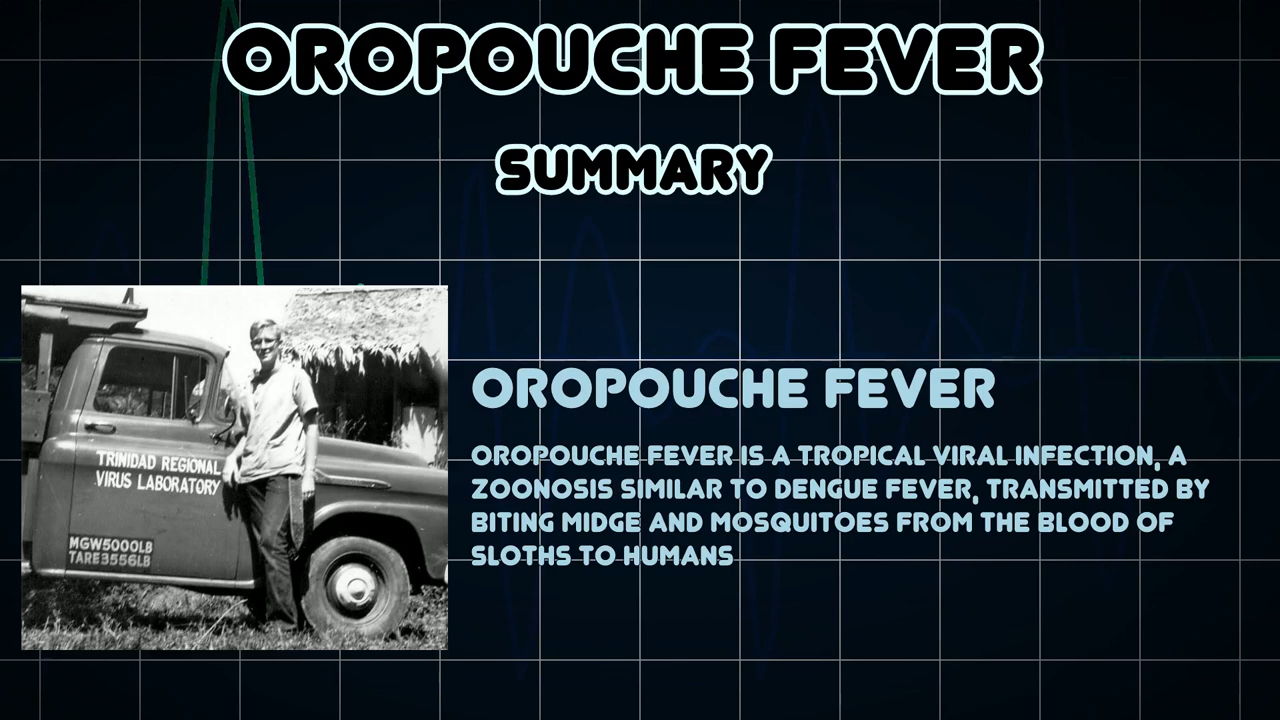 OROPOUCHE FEVER
SUMMARY
TRINIDAD REGIONAL
VIRUS LABORATORY
MGW5000LB
TARE3556LB
OROPOUCHE FEVER
OROPOUCHE FEVER IS A TROPICAL VIRAL INFECTION, A
ZOONOSIS SIMILAR TO DENGUE FEVER, TRANSMITTED BY
BITING MIDGE AND MOSQUITOES FROM THE BLOOD OF
SLOTHS TO HUMANS